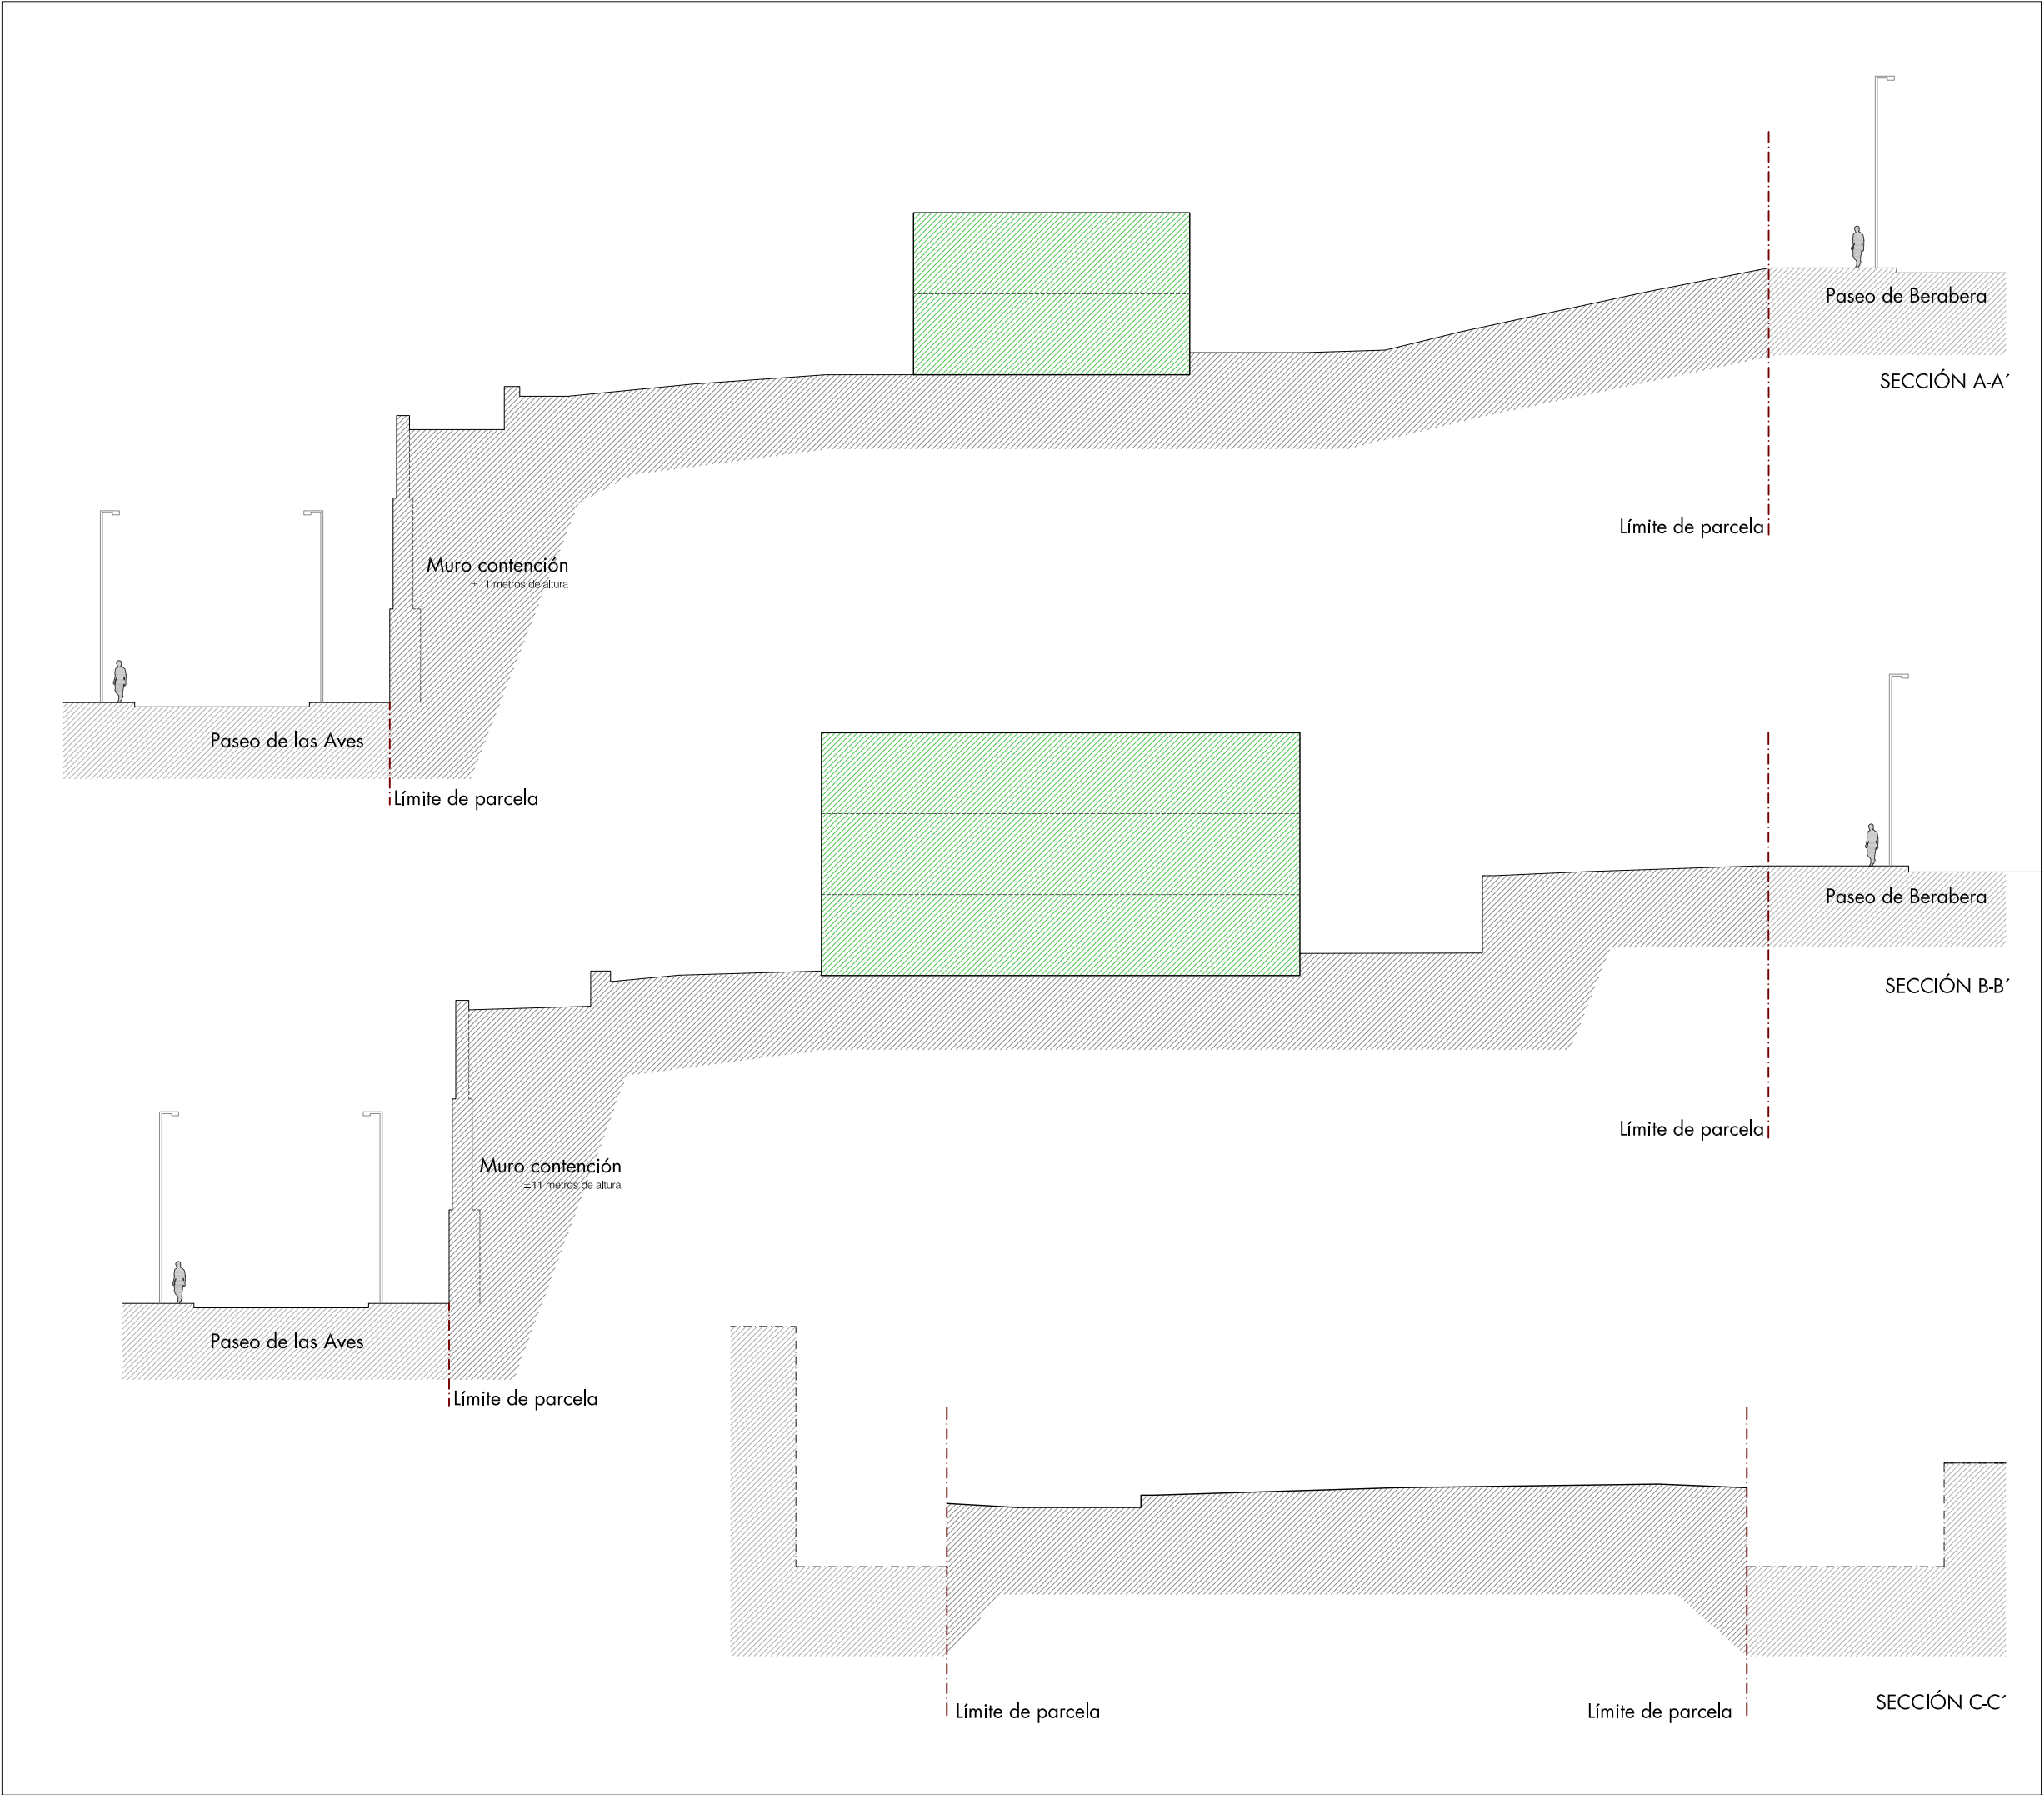 Paseo de Berabera
SECCIÓN A-A´
Límite de parcela
Muro contención
±11 metros de altura
Paseo de las Aves
Límite de parcela
Paseo de Berabera
SECCIÓN B-B´
Límite de parcela
Muro contención
±11 metros de altura
Paseo de las Aves
Límite de parcela
Límite de parcela
Límite de parcela
SECCIÓN C-C´